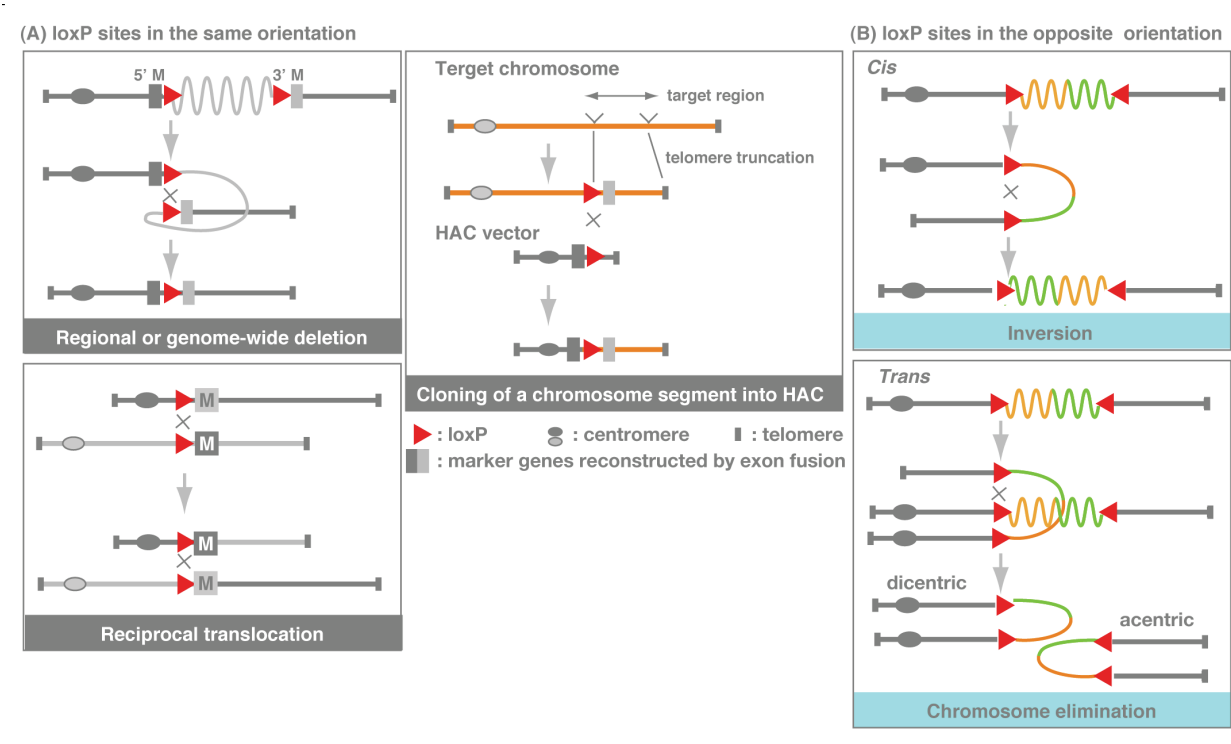 (A) loxP sites in the same orientation
5' M
3' M
Regional or genome-wide deletion
M
M
M
M
Reciprocal translocation
Terget chromosome
target region
telomere truncation
HAC vector
Cloning of a chromosome segment into HAC
: loxP : centromere : telomere
: marker genes reconstructed by exon fusion
(B) loxP sites in the opposite orientation
Cis
Inversion
Trans
dicentric
acentric
Chromosome elimination